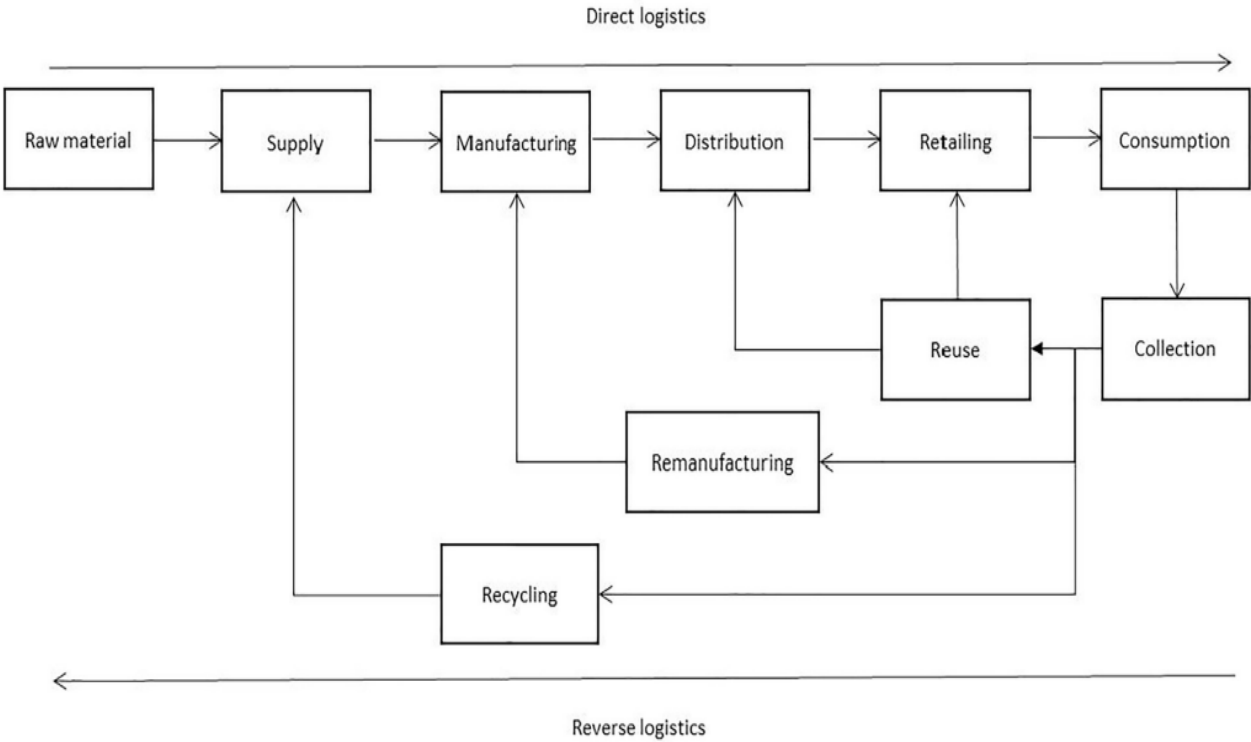 Direct logistics
Raw material
Supply
Manufacturing
Distribution
Retailing
Consumption
Reuse
Collection
Remanufacturing
Recycling
Reverse logistics